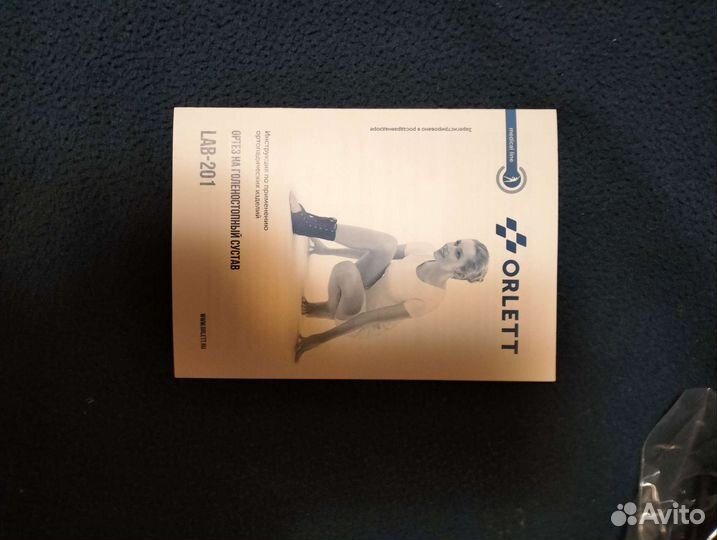 medical line
Зарегистрировано в росздравнадзоре
ORLETT
Инструкция по применению
ортопедических изделий
ОРТЕЗ НА ГОЛЕНОСТОПНЫЙ СУСТАВ
LAB-201
WWW.ORLETT.RU
Avito